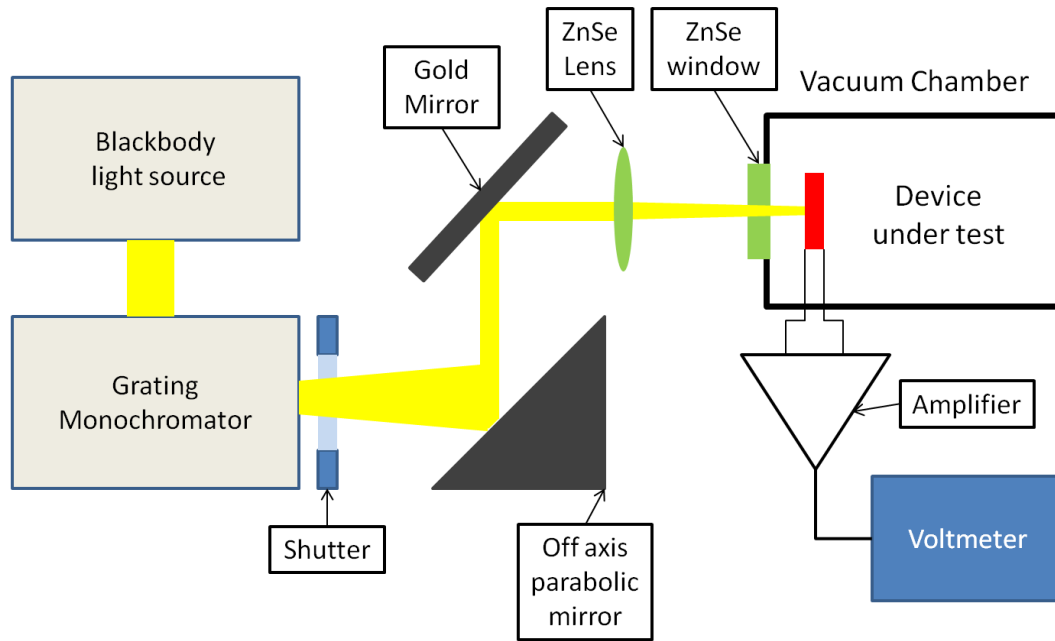 Blackbody
light source
Gold
Mirror
ZnSe
Lens
ZnSe
window
Vacuum Chamber
Device
under test
Grating
Monochromator
Shutter
Off axis
parabolic
mirror
Amplifier
Voltmeter